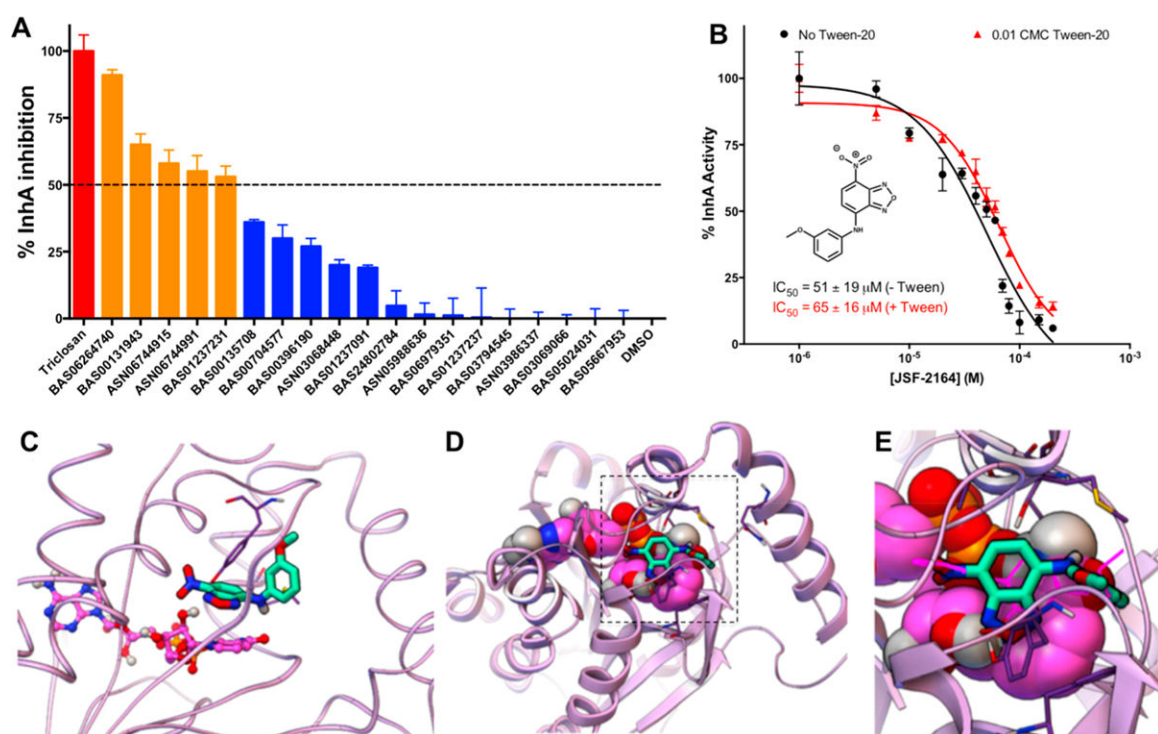 A
% InhA inhibition
100
75
50
25
0
Triclosan
BAS06264740
BAS00131943
ASN06744915
ASN06744991
BAS01237231
BAS00135708
BAS00704577
BAS00396190
ASN03068448
BAS01237091
BAS24802784
ASN05988636
BAS06979351
BAS01237237
BAS03794545
ASN03986337
BAS03069066
BAS05024031
BAS05667953
DMSO
B
No Tween-20
0.01 CMC Tween-20
% InhA Activity
100
75
50
25
0
O N O
N O N
NH
O
IC50 = 51 ± 19 µM (- Tween)
IC50 = 65 ± 16 µM (+ Tween)
10-6 10-5 10-4 10-3
[JSF-2164] (M)
C
D
E